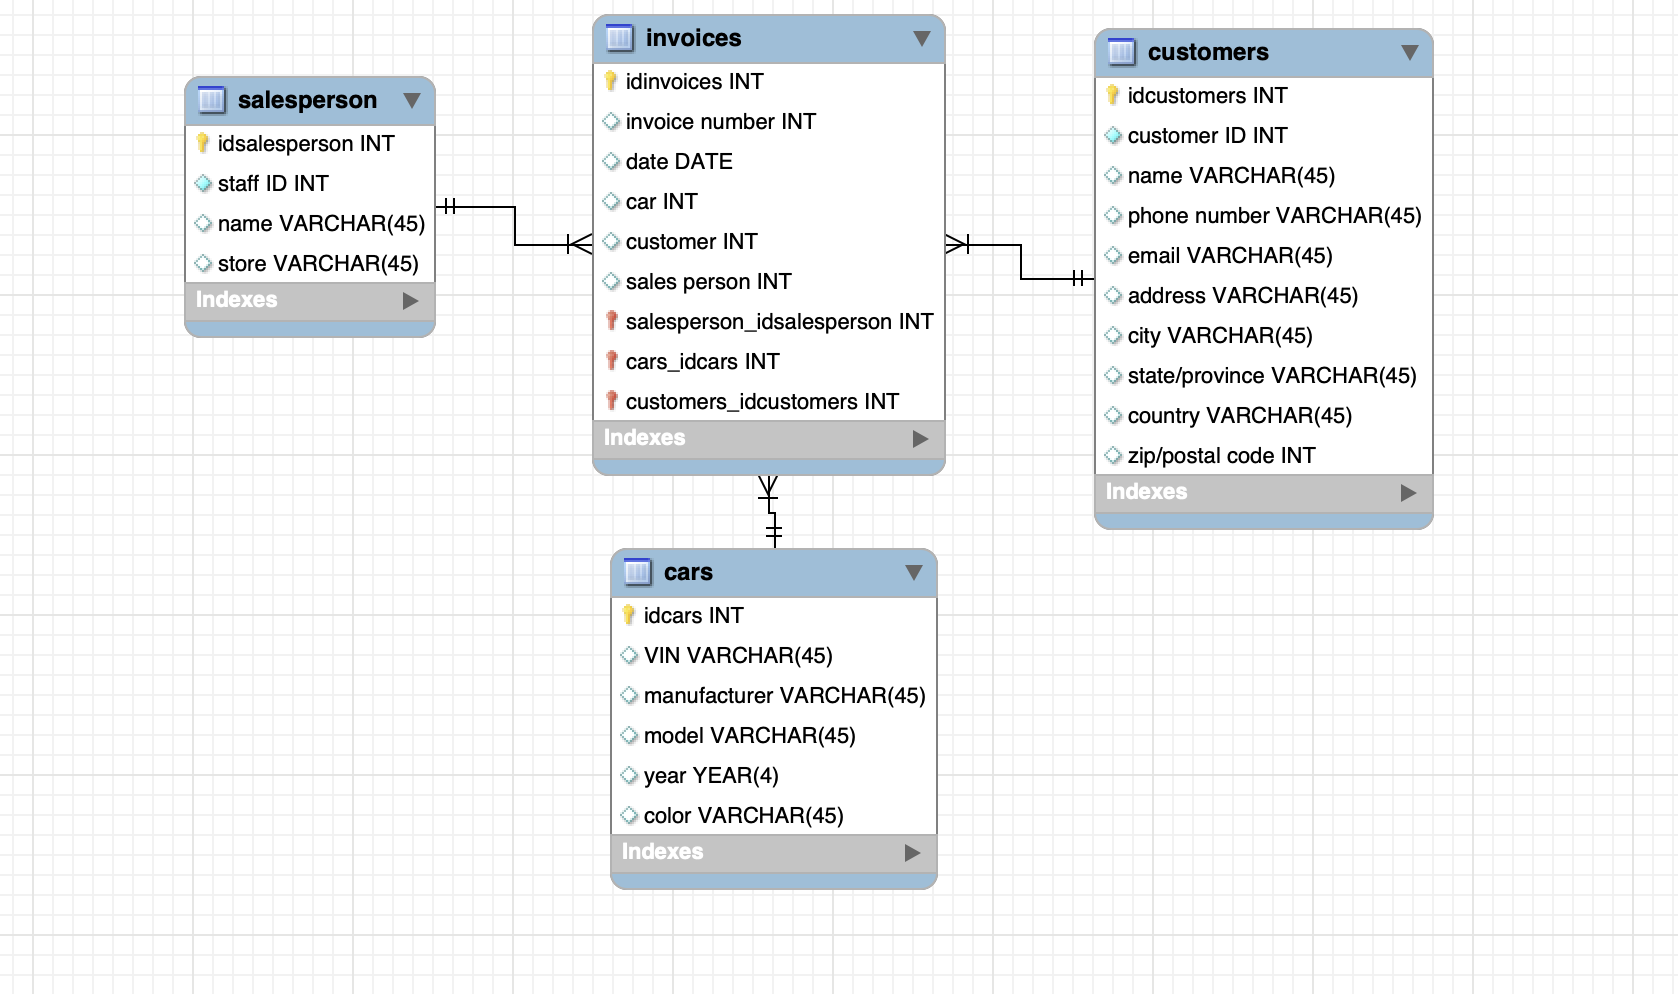 salesperson
idsalesperson INT
staff ID INT
name VARCHAR(45)
store VARCHAR(45)
Indexes
invoices
idinvoices INT
invoice number INT
date DATE
car INT
customer INT
sales person INT
salesperson_idsalesperson INT
cars_idcars INT
customers_idcustomers INT
Indexes
customers
idcustomers INT
customer ID INT
name VARCHAR(45)
phone number VARCHAR(45)
email VARCHAR(45)
address VARCHAR(45)
city VARCHAR(45)
state/province VARCHAR(45)
country VARCHAR(45)
zip/postal code INT
Indexes
cars
idcars INT
VIN VARCHAR(45)
manufacturer VARCHAR(45)
model VARCHAR(45)
year YEAR(4)
color VARCHAR(45)
Indexes